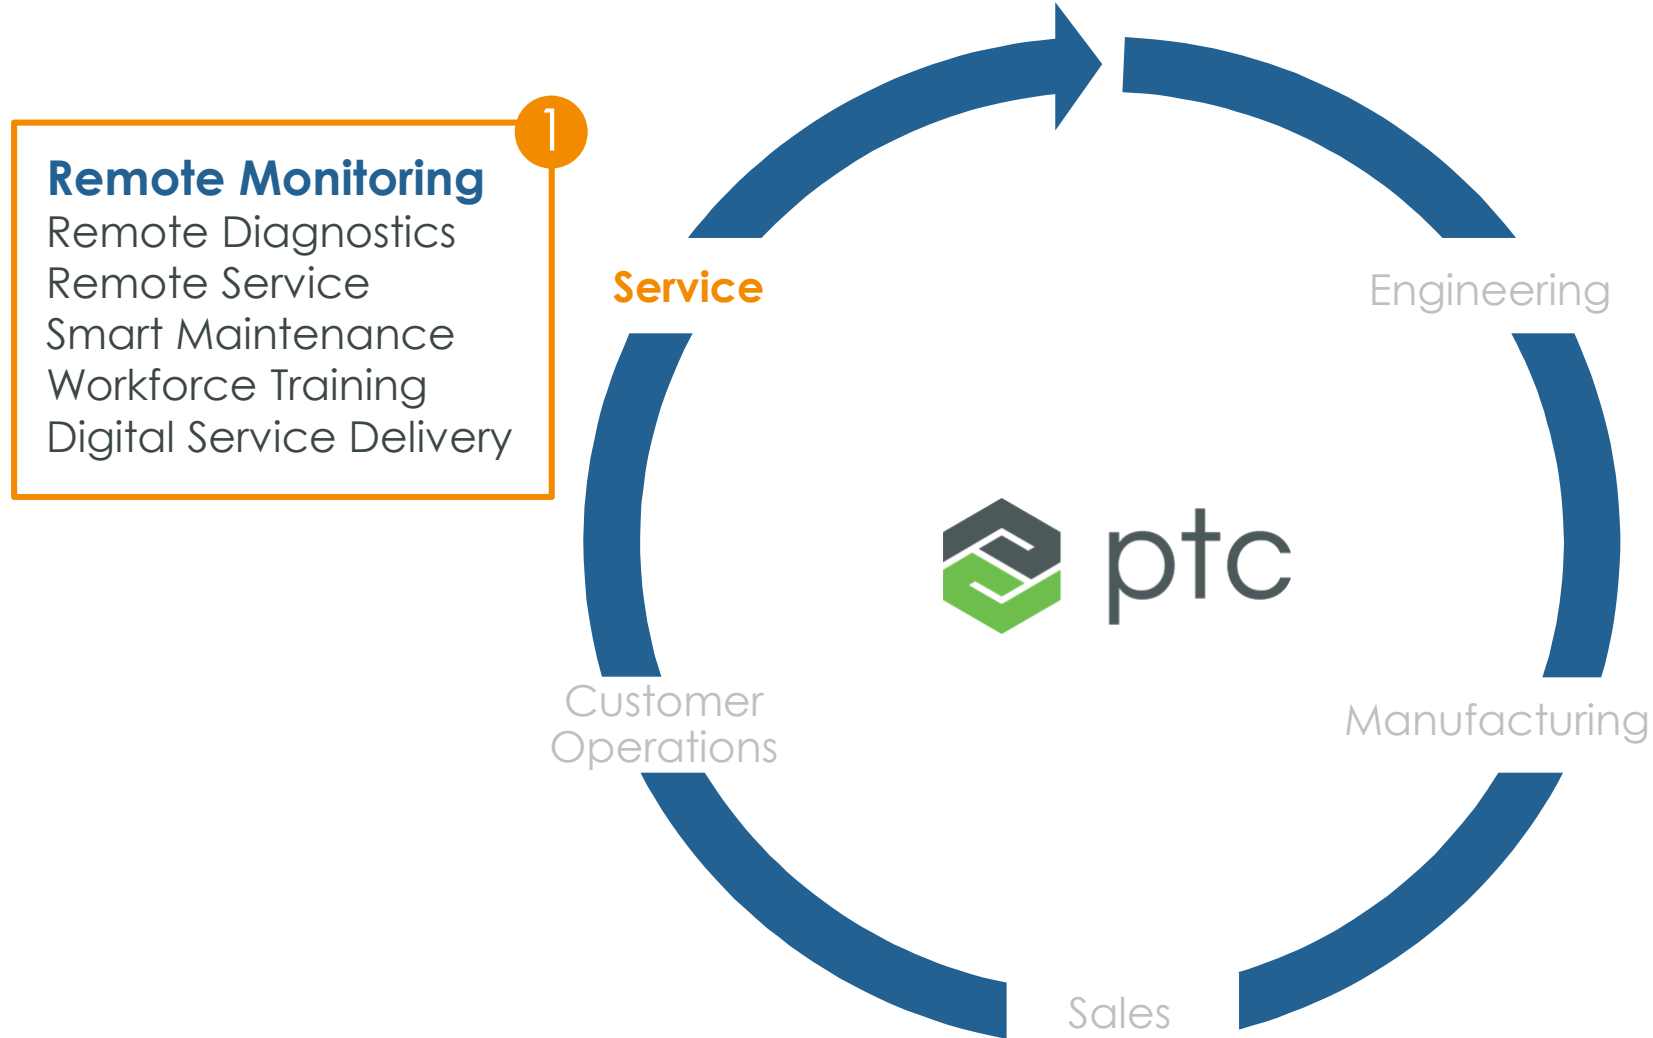 1
Remote Monitoring
Remote Diagnostics
Remote Service
Smart Maintenance
Workforce Training
Digital Service Delivery
Service
Engineering
ptc
Customer
Operations
Manufacturing
Sales